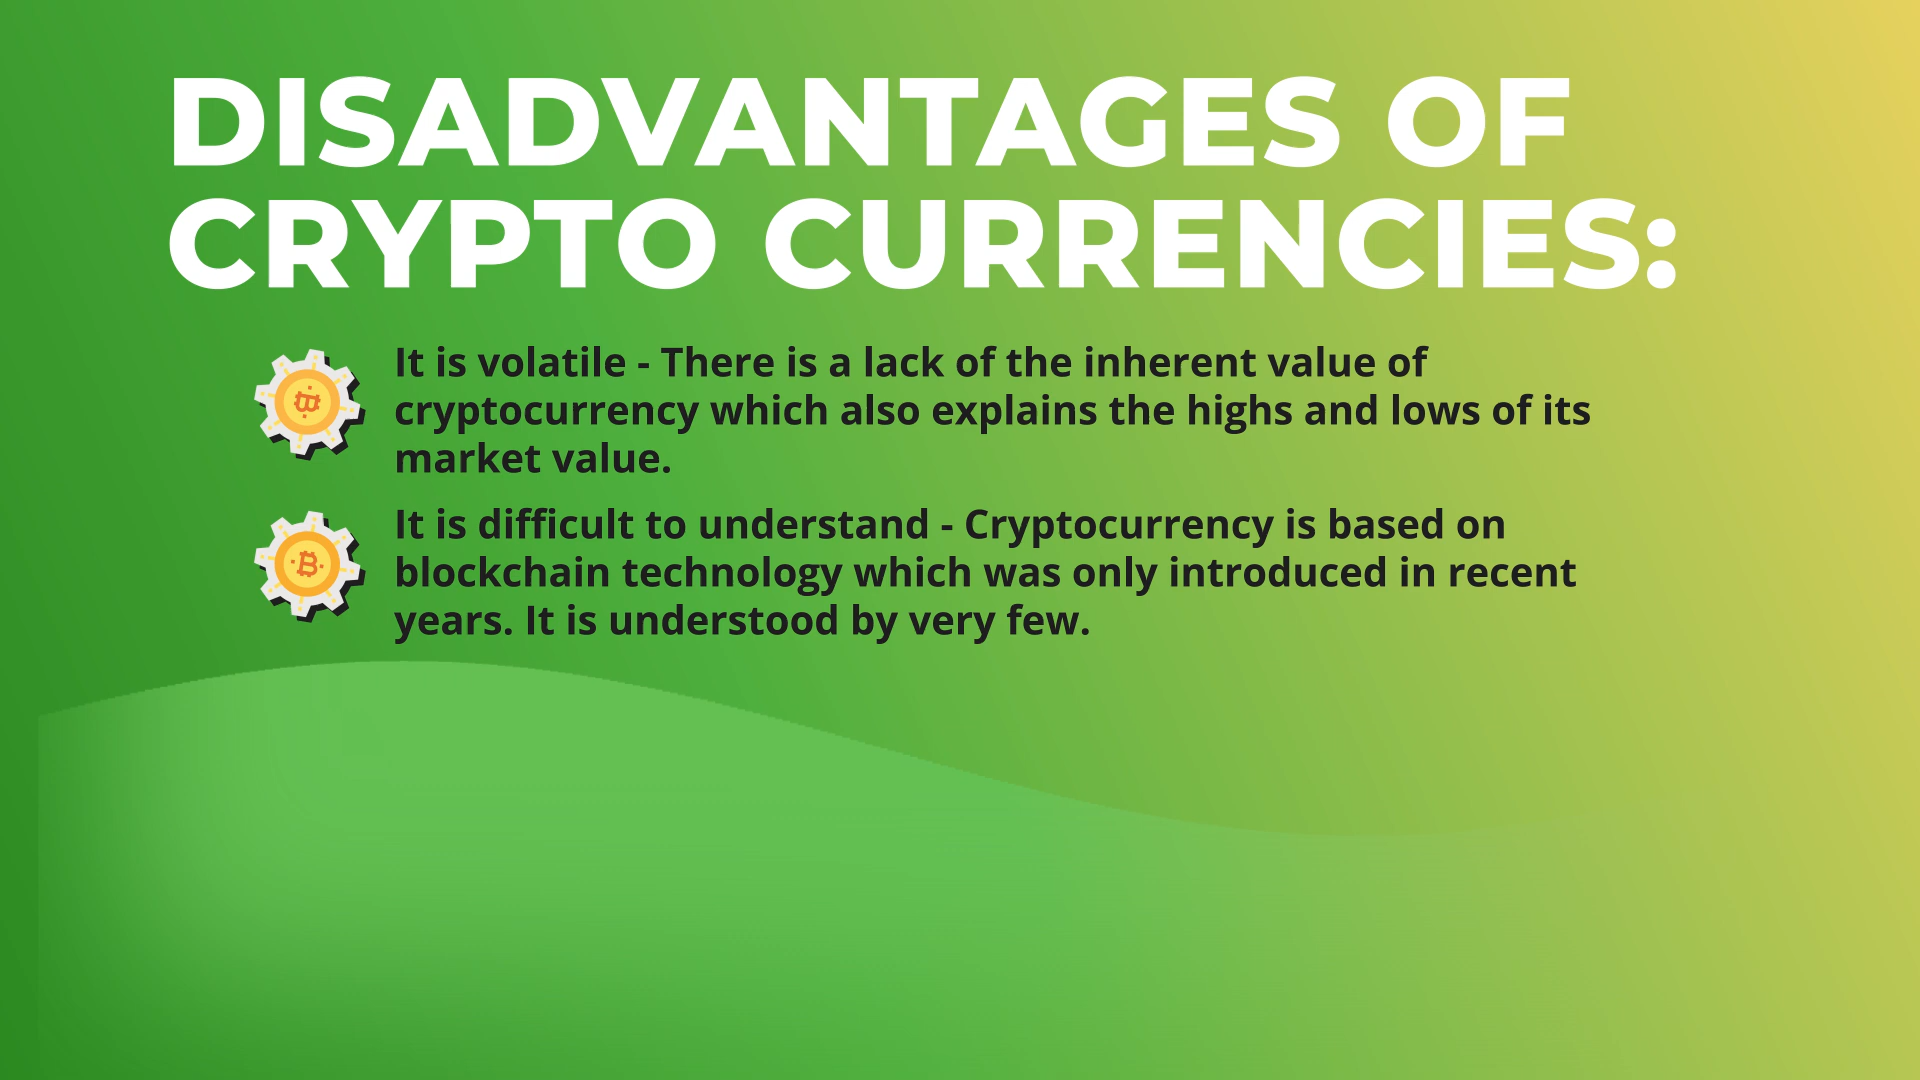 DISADVANTAGES OF
CRYPTO CURRENCIES:
It is volatile - There is a lack of the inherent value of
cryptocurrency which also explains the highs and lows of its
market value.
It is difficult to understand - Cryptocurrency is based on
blockchain technology which was only introduced in recent
years. It is understood by very few.